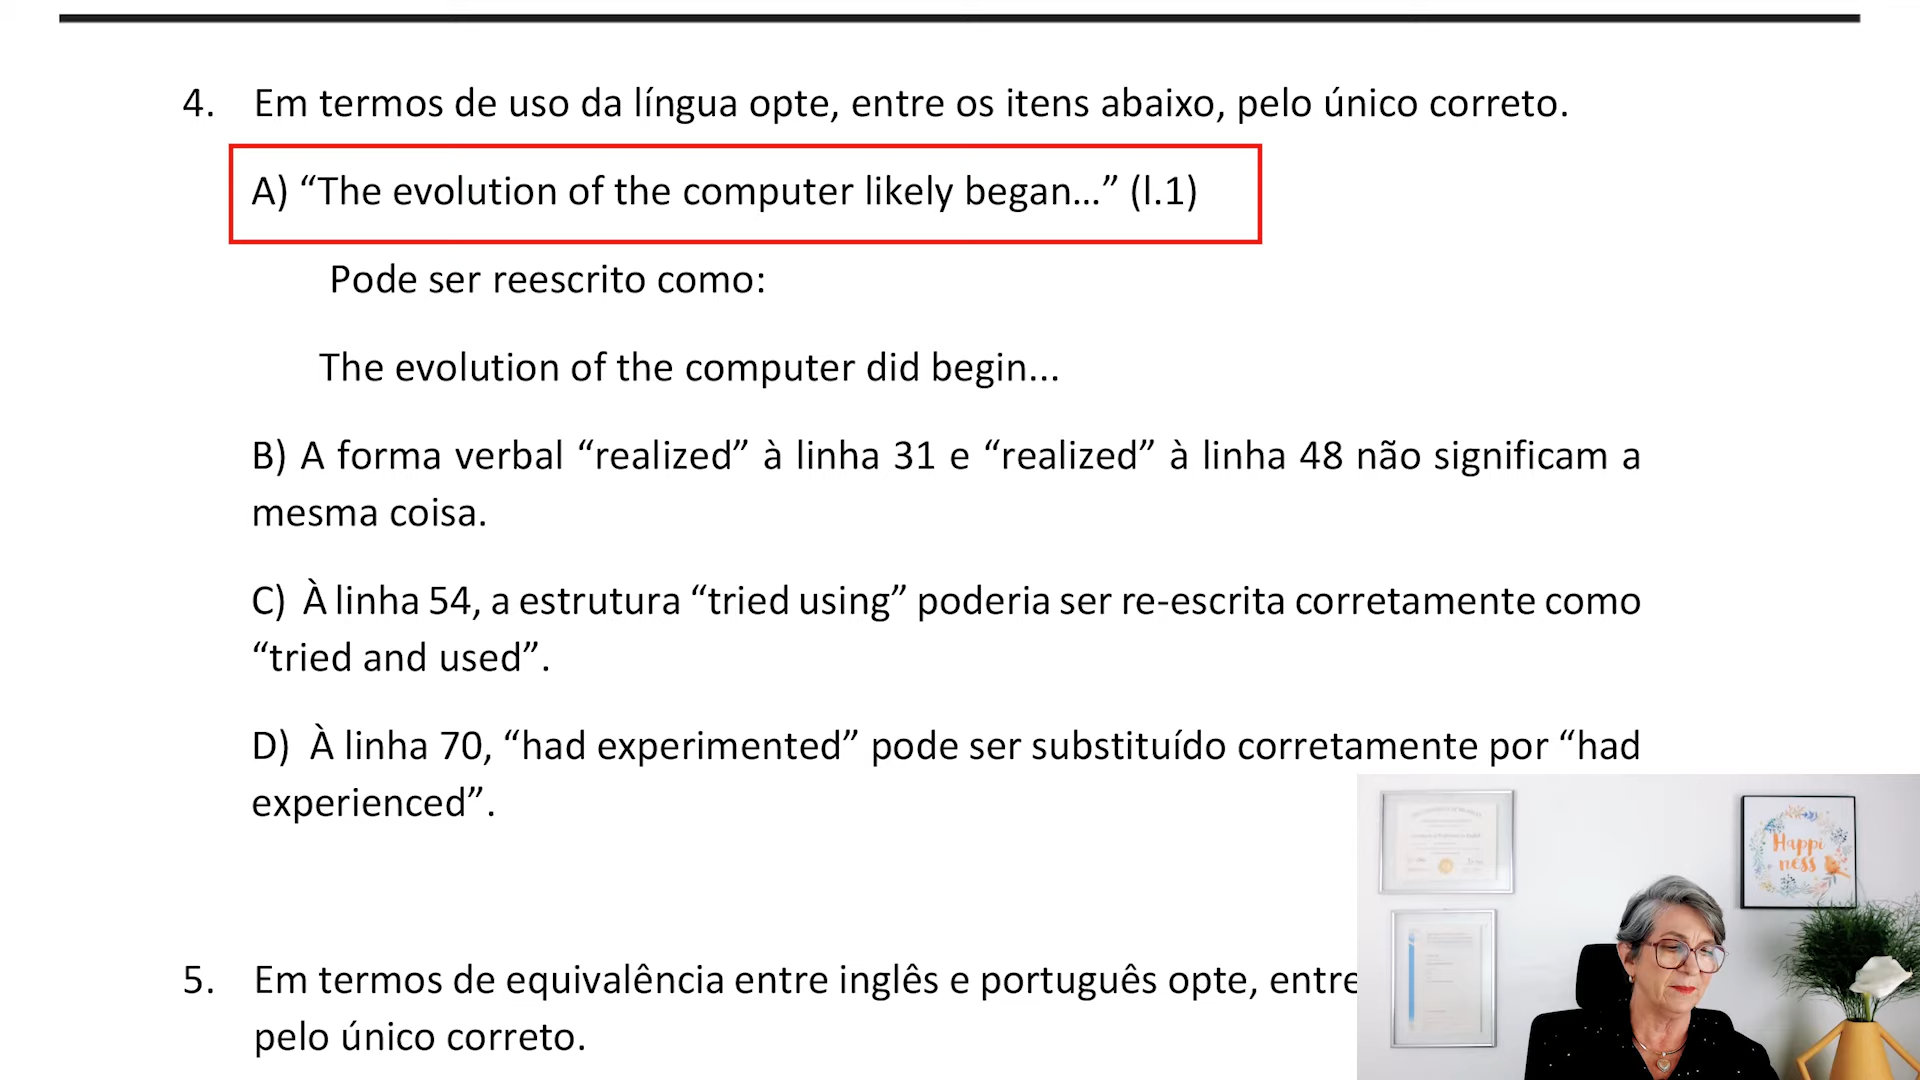 4. Em termos de uso da língua opte, entre os itens abaixo, pelo único correto.
A) “The evolution of the computer likely began...” (l.1)
Pode ser reescrito como:
The evolution of the computer did begin...
B) A forma verbal “realized” à linha 31 e “realized” à linha 48 não significam a
mesma coisa.
C) À linha 54, a estrutura “tried using” poderia ser re-escrita corretamente como
“tried and used”.
D) À linha 70, “had experimented” pode ser substituído corretamente por “had
experienced”.
Happi
ness
5. Em termos de equivalência entre inglês e português opte, entre
pelo único correto.